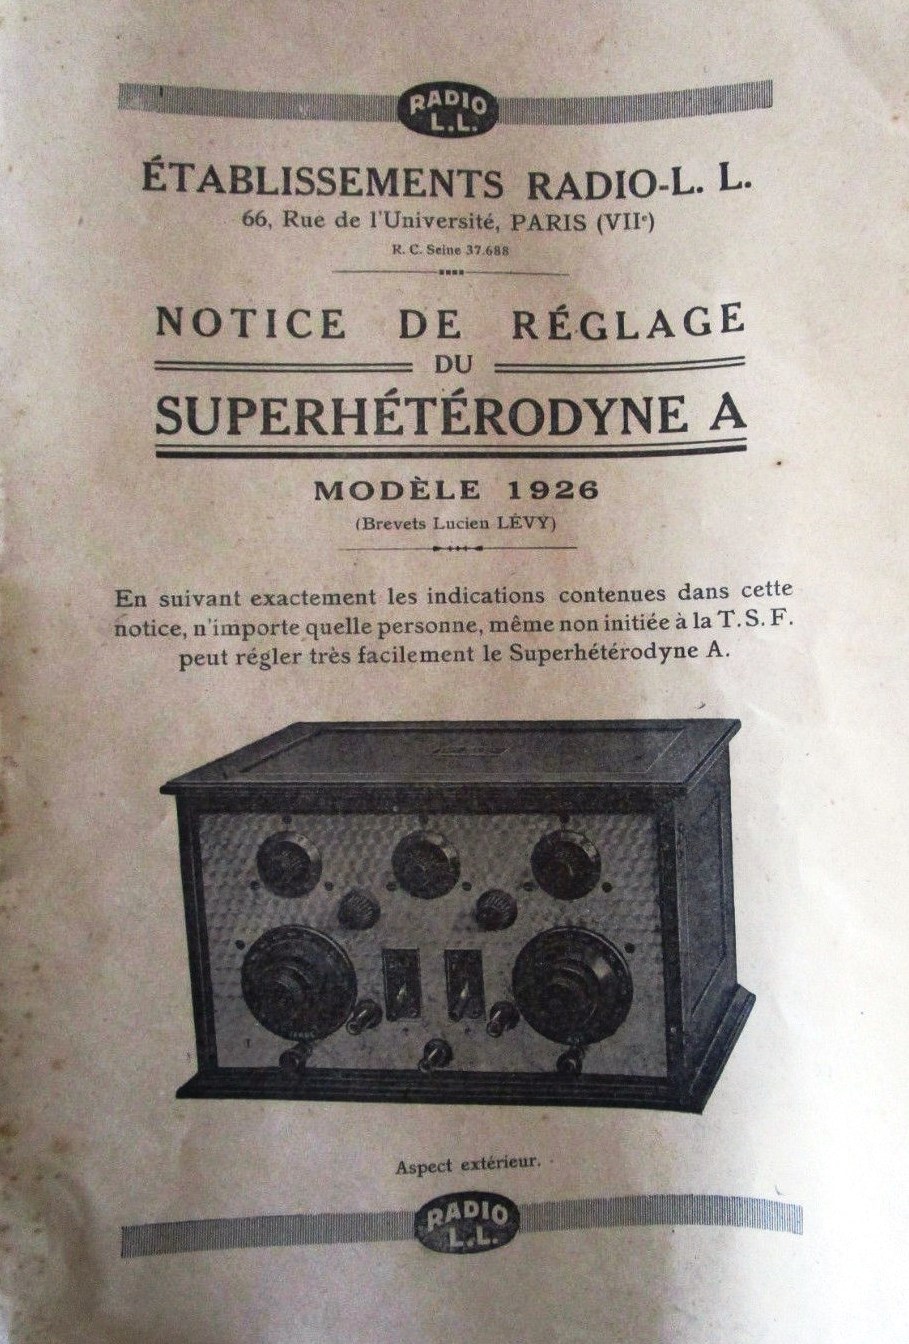 RADIO
L.L.
ÉTABLISSEMENTS RADIO-L. L.
66, Rue de l'Université, PARIS (VIIᵉ)
R. C. Seine 37.688
NOTICE DE RÉGLAGE
DU
SUPERHÉTÉRODYNE A
MODÈLE 1926
(Brevets Lucien LÉVY)
En suivant exactement les indications contenues dans cette
notice, n'importe quelle personne, même non initiée à la T. S. F.
peut régler très facilement le Superhétérodyne A.
Aspect extérieur.
RADIO
L.L.